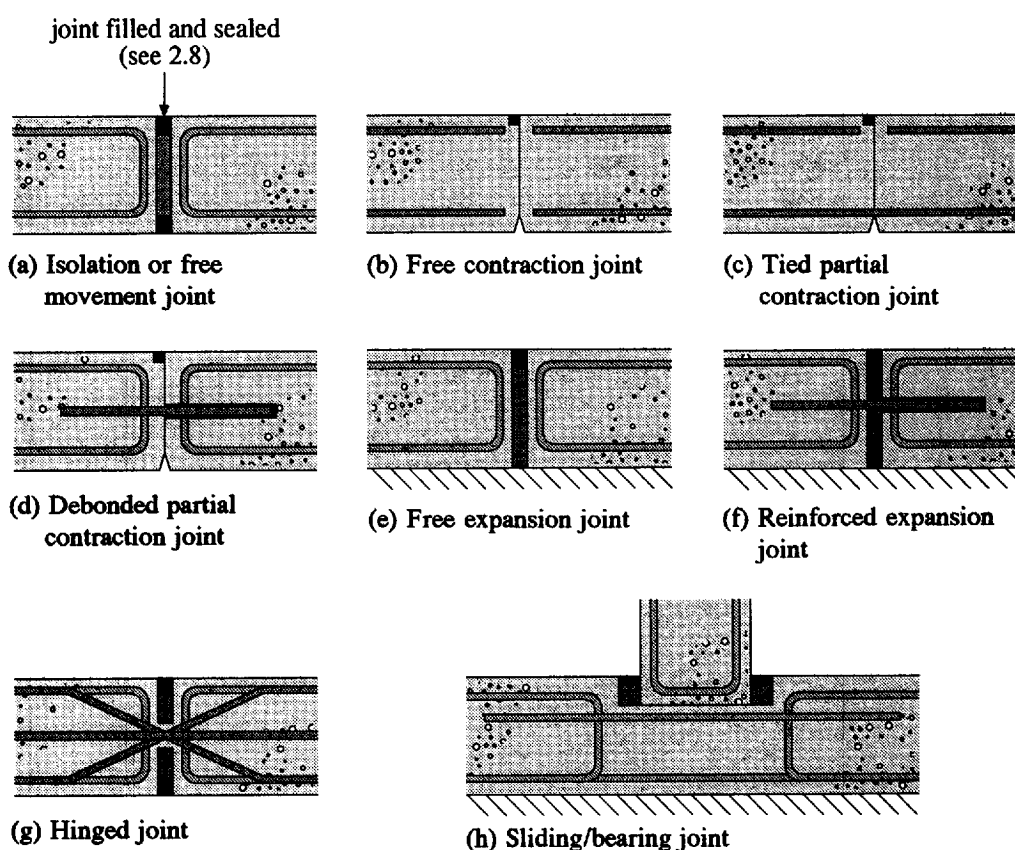 joint filled and sealed
(see 2.8)
(a) Isolation or free
movement joint
(b) Free contraction joint
(c) Tied partial
contraction joint
(d) Debonded partial
contraction joint
(e) Free expansion joint
(f) Reinforced expansion
joint
(g) Hinged joint
(h) Sliding/bearing joint